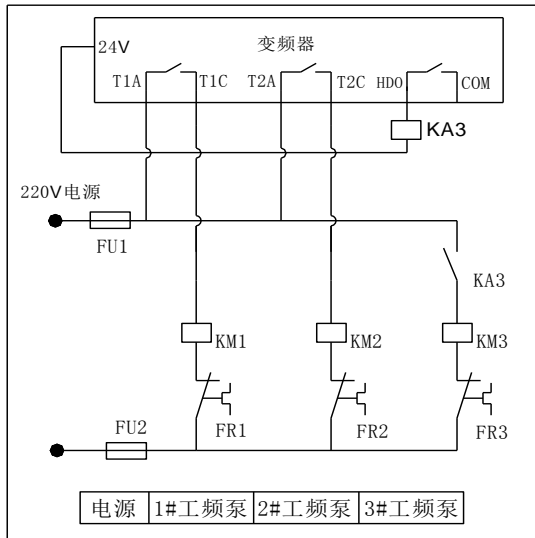 变频器
24V
T1A T1C T2A T2C HDO COM
KA3
220V电源
FU1
KA3
KM1 KM2 KM3
FR1 FR2 FR3
FU2
电源 1#工频泵 2#工频泵 3#工频泵